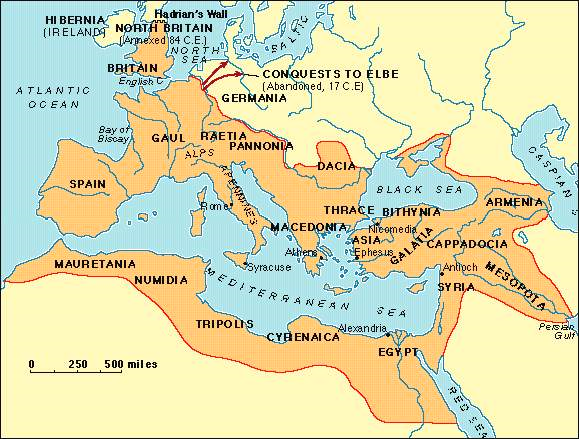 Hadrian's Wall
HIBERNIA
(IRELAND)
NORTH BRITAIN
(Annexed 84 C.E.)
NORTH
SEA
BALTIC
BRITAIN
English C.
CONQUESTS TO ELBE
(Abandoned, 17 C.E)
GERMANIA
ATLANTIC
OCEAN
Bay of
Biscay
GAUL
RAETIA
PANNONIA
ALPS
DACIA
CASPIAN
SPAIN
APENNINES
Rome
BLACK SEA
ARMENIA
THRACE
BITHYNIA
Nicomedia
MACEDONIA
ASIA
GALATIA
CAPPADOCIA
Athens
Ephesus
MAURETANIA
NUMIDIA
Syracuse
Antioch
MESOPOTA
SYRIA
MEDITERRANEAN SEA
Persian
Gulf
TRIPOLIS
CYRENAICA
Alexandria
EGYPT
RED SEA
0 250 500 miles